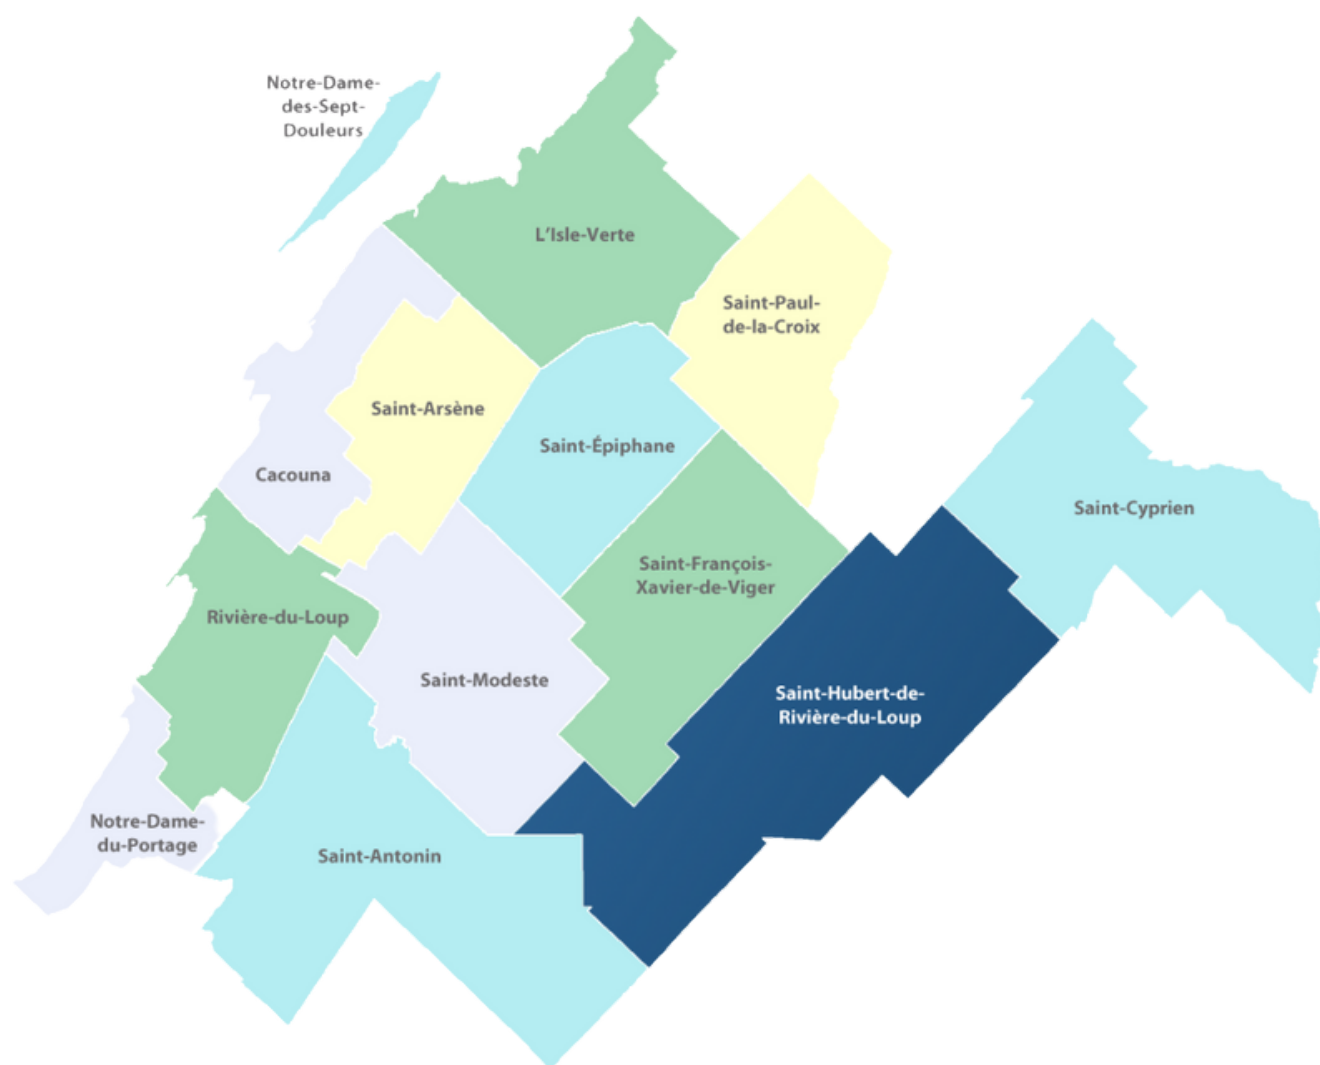 Notre-Dame-
des-Sept-
Douleurs
L'Isle-Verte
Saint-Paul-
de-la-Croix
Saint-Arsène
Saint-Épiphane
Cacouna
Saint-Cyprien
Saint-François-
Xavier-de-Viger
Rivière-du-Loup
Saint-Modeste
Saint-Hubert-de-
Rivière-du-Loup
Notre-Dame-
du-Portage
Saint-Antonin